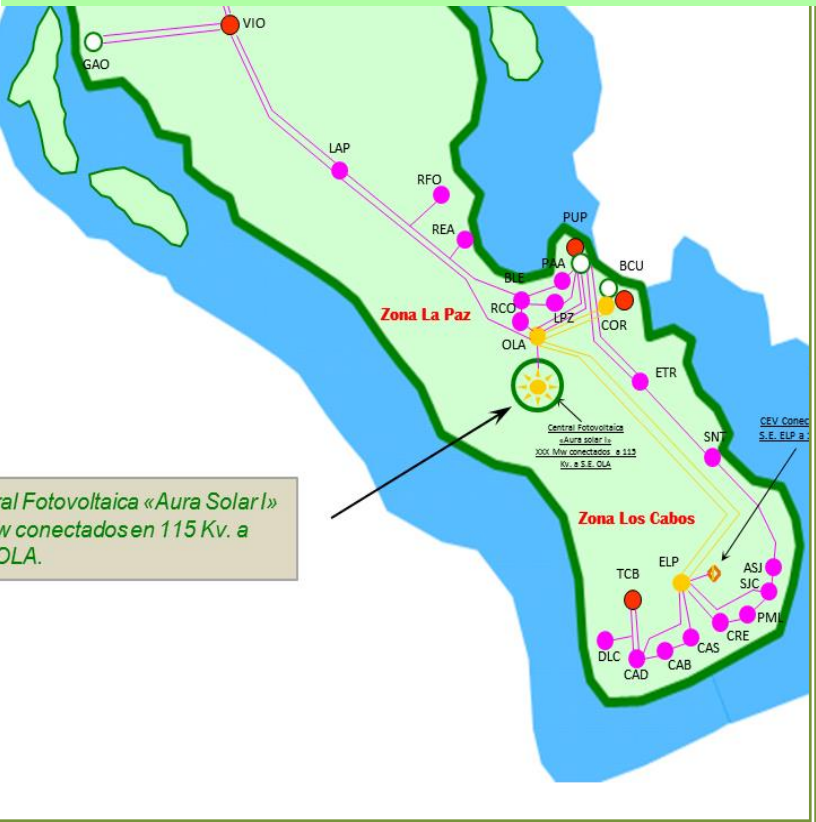 VIO
GAO
LAP
RFO
REA
PUP
PAA
BCU
BLE
RCO
LPZ
COR
Zona La Paz
OLA
ETR
Central Fotovoltaica
«Aura solar I»
XXX Mw conectados a 115
Kv. a S.E. OLA
SNT
CEV Conec
S.E. ELP a
ral Fotovoltaica «Aura Solar I»
w conectados en 115 Kv. a
OLA.
Zona Los Cabos
ELP
TCB
ASJ
SJC
PML
CRE
CAS
CAB
DLC
CAD